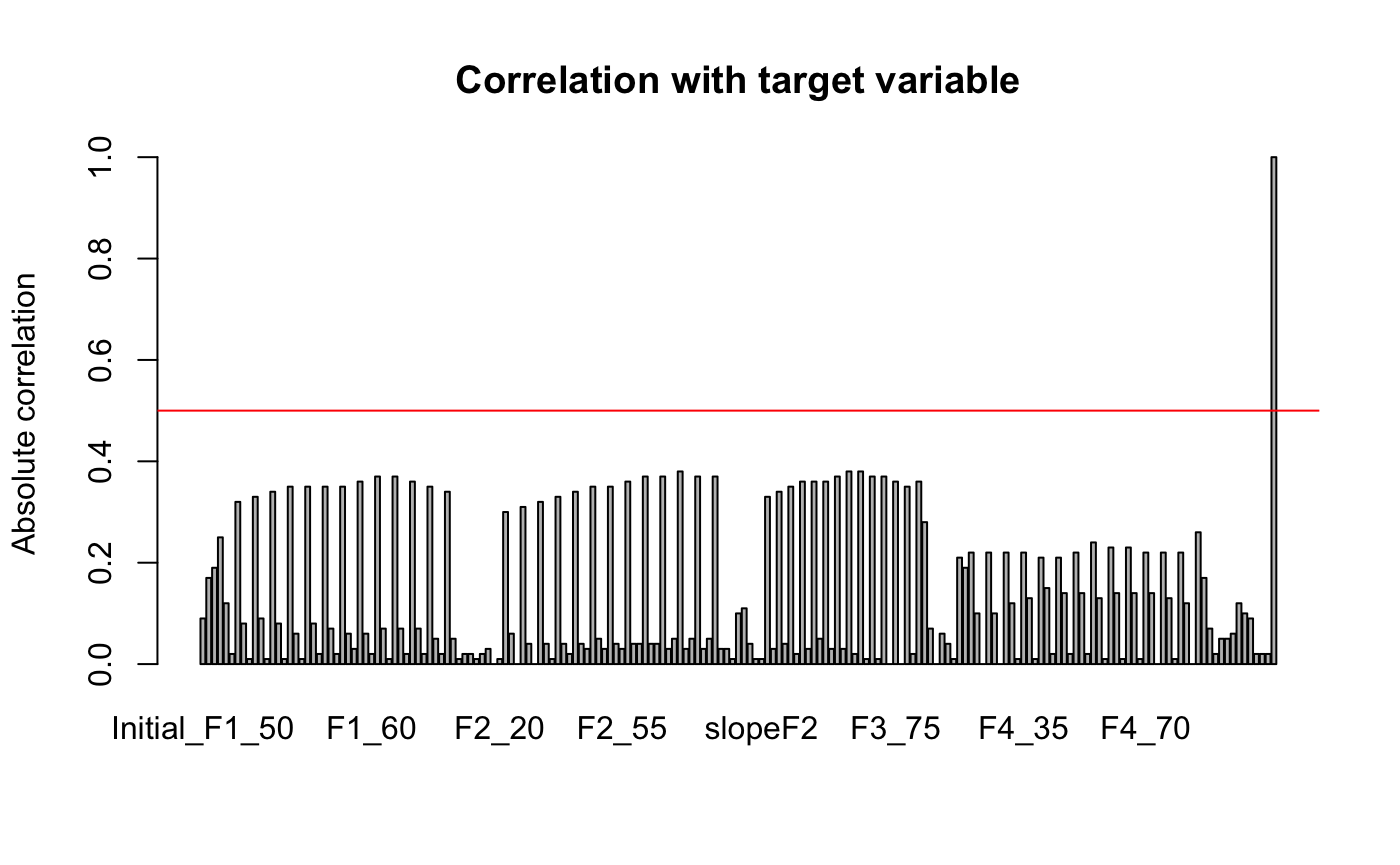 Correlation with target variable
Absolute correlation
1.0
0.8
0.6
0.4
0.2
0.0
Initial_F1_50 F1_60 F2_20 F2_55 slopeF2 F3_75 F4_35 F4_70